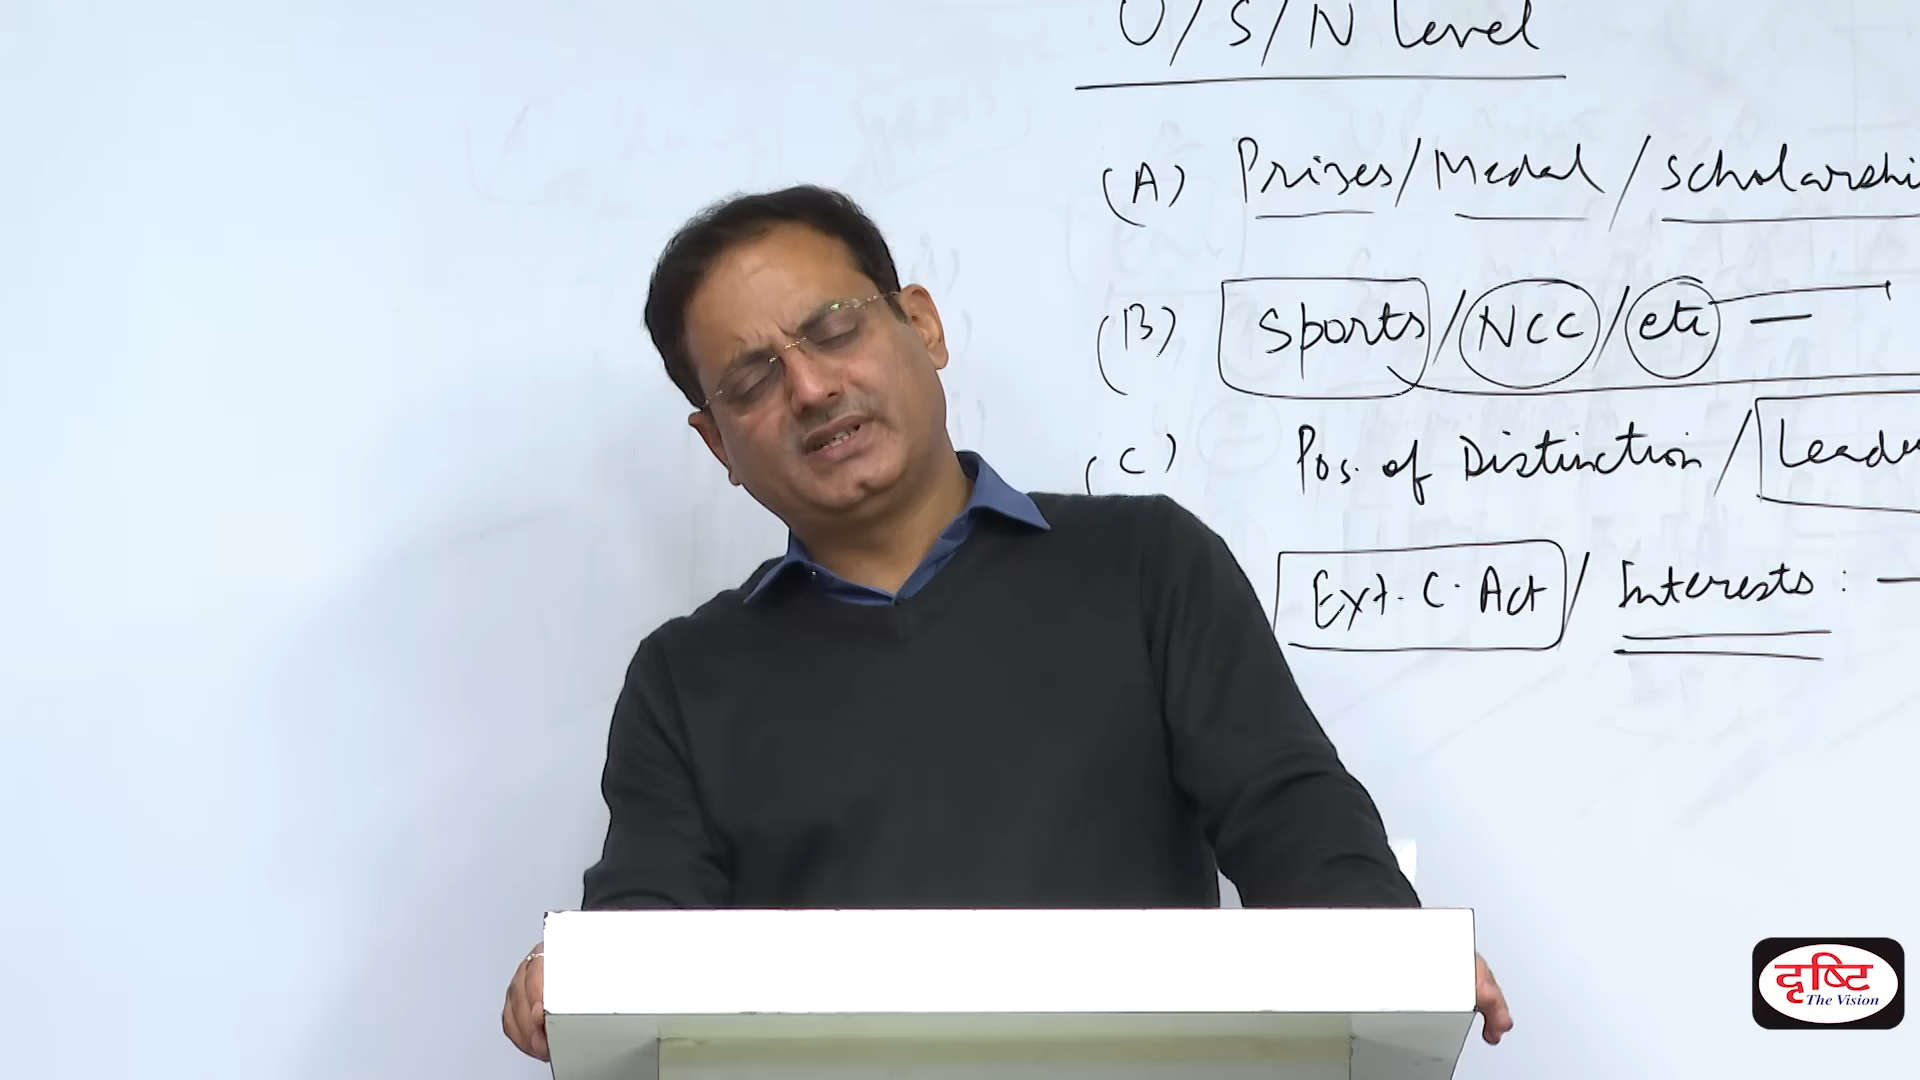 U/S/N Level
(A) Prizes/Medal/Scholarshi
(B) Sports/NCC/etc —
(C) Pos. of Distinction/Leade
Ext. C. Act/Interests: —
दृष्टि
The Vision